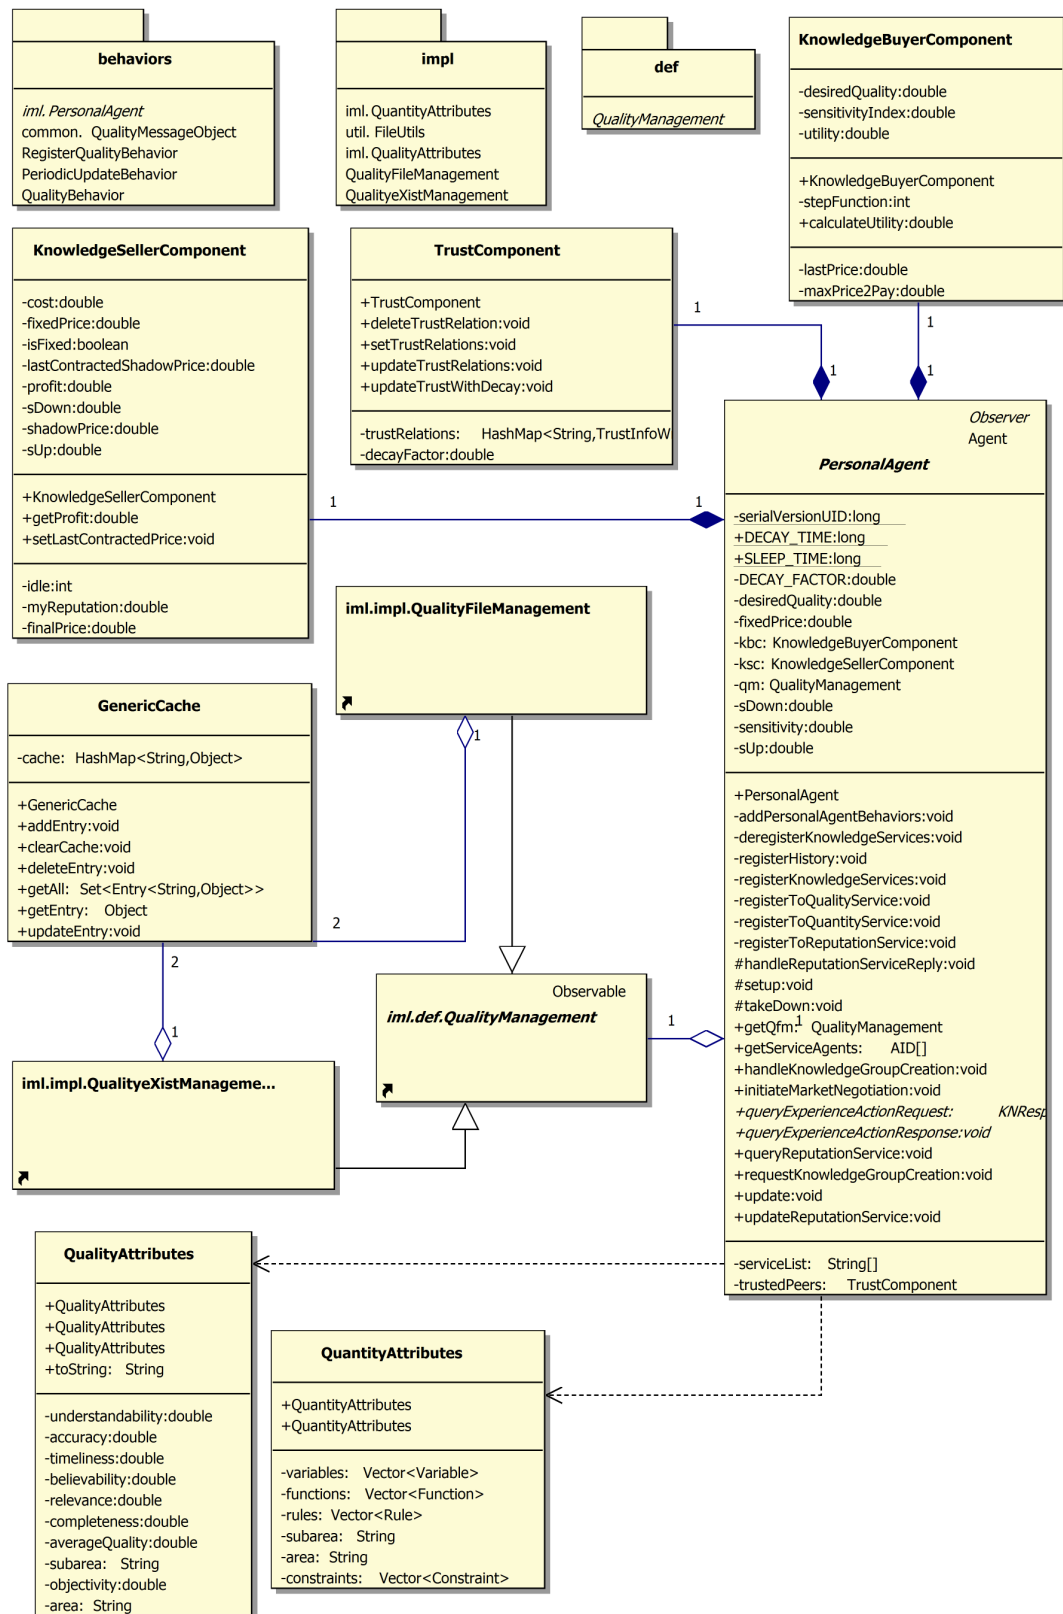 behaviors
iml. PersonalAgent
common. QualityMessageObject
RegisterQualityBehavior
PeriodicUpdateBehavior
QualityBehavior
impl
iml. QuantityAttributes
util. FileUtils
iml. QualityAttributes
QualityFileManagement
QualityeXistManagement
def
QualityManagement
KnowledgeBuyerComponent
-desiredQuality:double
-sensitivityIndex:double
-utility:double
+KnowledgeBuyerComponent
-stepFunction:int
+calculateUtility:double
-lastPrice:double
-maxPrice2Pay:double
KnowledgeSellerComponent
-cost:double
-fixedPrice:double
-isFixed:boolean
-lastContractedShadowPrice:double
-profit:double
-sDown:double
-shadowPrice:double
-sUp:double
+KnowledgeSellerComponent
+getProfit:double
+setLastContractedPrice:void
-idle:int
-myReputation:double
-finalPrice:double
TrustComponent
+TrustComponent
+deleteTrustRelation:void
+setTrustRelations:void
+updateTrustRelations:void
+updateTrustWithDecay:void
-trustRelations: HashMap<String,TrustInfoW
-decayFactor:double
1
1
1
1
1
1
Observer
Agent
PersonalAgent
-serialVersionUID:long
+DECAY_TIME:long
+SLEEP_TIME:long
-DECAY_FACTOR:double
-desiredQuality:double
-fixedPrice:double
-kbc: KnowledgeBuyerComponent
-ksc: KnowledgeSellerComponent
-qm: QualityManagement
-sDown:double
-sensitivity:double
-sUp:double
+PersonalAgent
-addPersonalAgentBehaviors:void
-deregisterKnowledgeServices:void
-registerHistory:void
-registerKnowledgeServices:void
-registerToQualityService:void
-registerToQuantityService:void
-registerToReputationService:void
#handleReputationServiceReply:void
#setup:void
#takeDown:void
+getQfm: QualityManagement
+getServiceAgents: AID[]
+handleKnowledgeGroupCreation:void
+initiateMarketNegotiation:void
+queryExperienceActionRequest: KNResp
+queryExperienceActionResponse:void
+queryReputationService:void
+requestKnowledgeGroupCreation:void
+update:void
+updateReputationService:void
-serviceList: String[]
-trustedPeers: TrustComponent
iml.impl.QualityFileManagement
1
GenericCache
-cache: HashMap<String,Object>
+GenericCache
+addEntry:void
+clearCache:void
+deleteEntry:void
+getAll: Set<Entry<String,Object>>
+getEntry: Object
+updateEntry:void
2
2
1
Observable
iml.def.QualityManagement
1
1
iml.impl.QualityeXistManageme...
QualityAttributes
+QualityAttributes
+QualityAttributes
+QualityAttributes
+toString: String
-understandability:double
-accuracy:double
-timeliness:double
-believability:double
-relevance:double
-completeness:double
-averageQuality:double
-subarea: String
-objectivity:double
-area: String
QuantityAttributes
+QuantityAttributes
+QuantityAttributes
-variables: Vector<Variable>
-functions: Vector<Function>
-rules: Vector<Rule>
-subarea: String
-area: String
-constraints: Vector<Constraint>